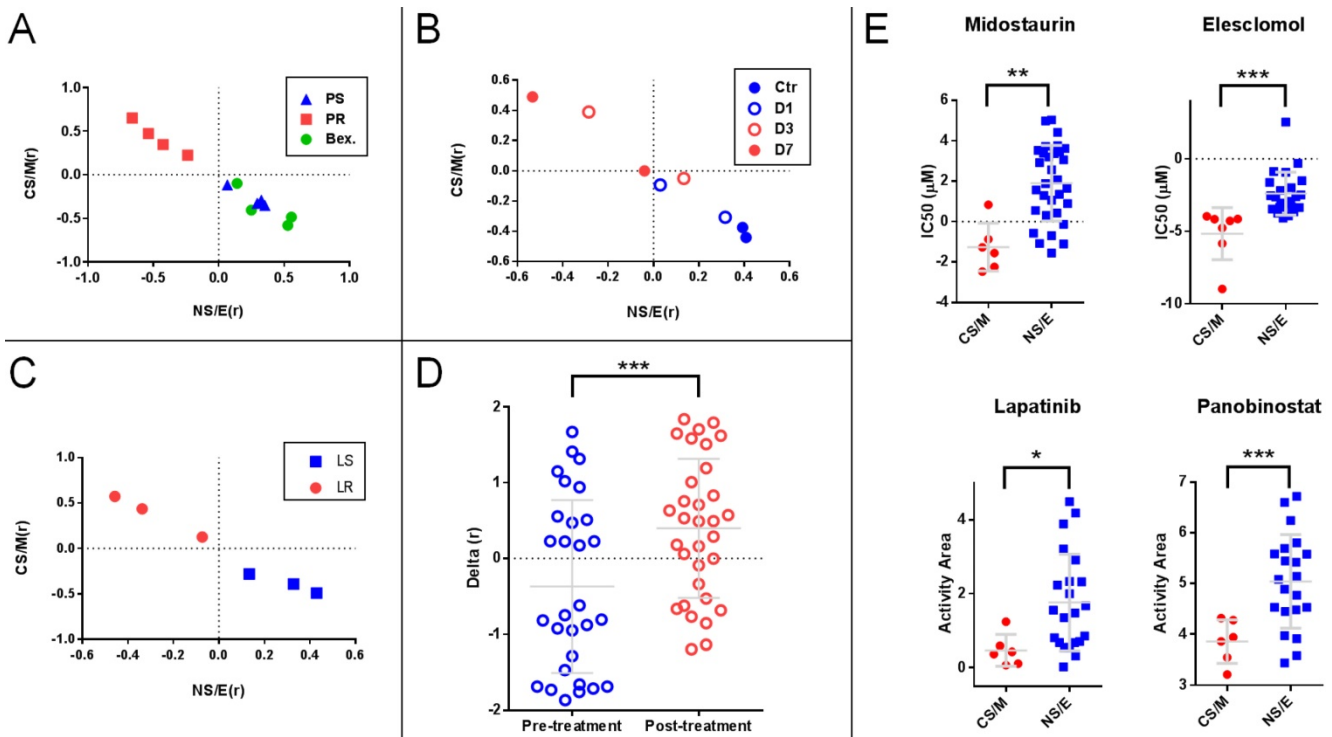 A
CS/M(r)
1.0
0.5
0.0
-0.5
1.0
-1.0
-0.5
0.0
0.5
1.0
NS/E(r)
PS
PR
Bex.
B
CS/M(r)
0.6
0.4
0.2
0.0
-0.2
-0.4
-0.6
-0.6
-0.4
-0.2
0.0
0.2
0.4
0.6
NS/E(r)
Ctr
D1
D3
D7
C
CS/M(r)
1.0
0.5
0.0
-0.5
-1.0
-0.6
-0.4
-0.2
0.0
0.2
0.4
0.6
NS/E(r)
LS
LR
D
***
Delta (r)
2
1
0
-1
-2
Pre-treatment
Post-treatment
E
Midostaurin
**
IC50 (μM)
6
4
2
0
-2
-4
CS/M
NS/E
Elesclomol
***
IC50 (μM)
0
-5
-10
CS/M
NS/E
Lapatinib
*
Activity Area
4
2
0
CS/M
NS/E
Panobinostat
***
Activity Area
7
6
5
4
3
CS/M
NS/E